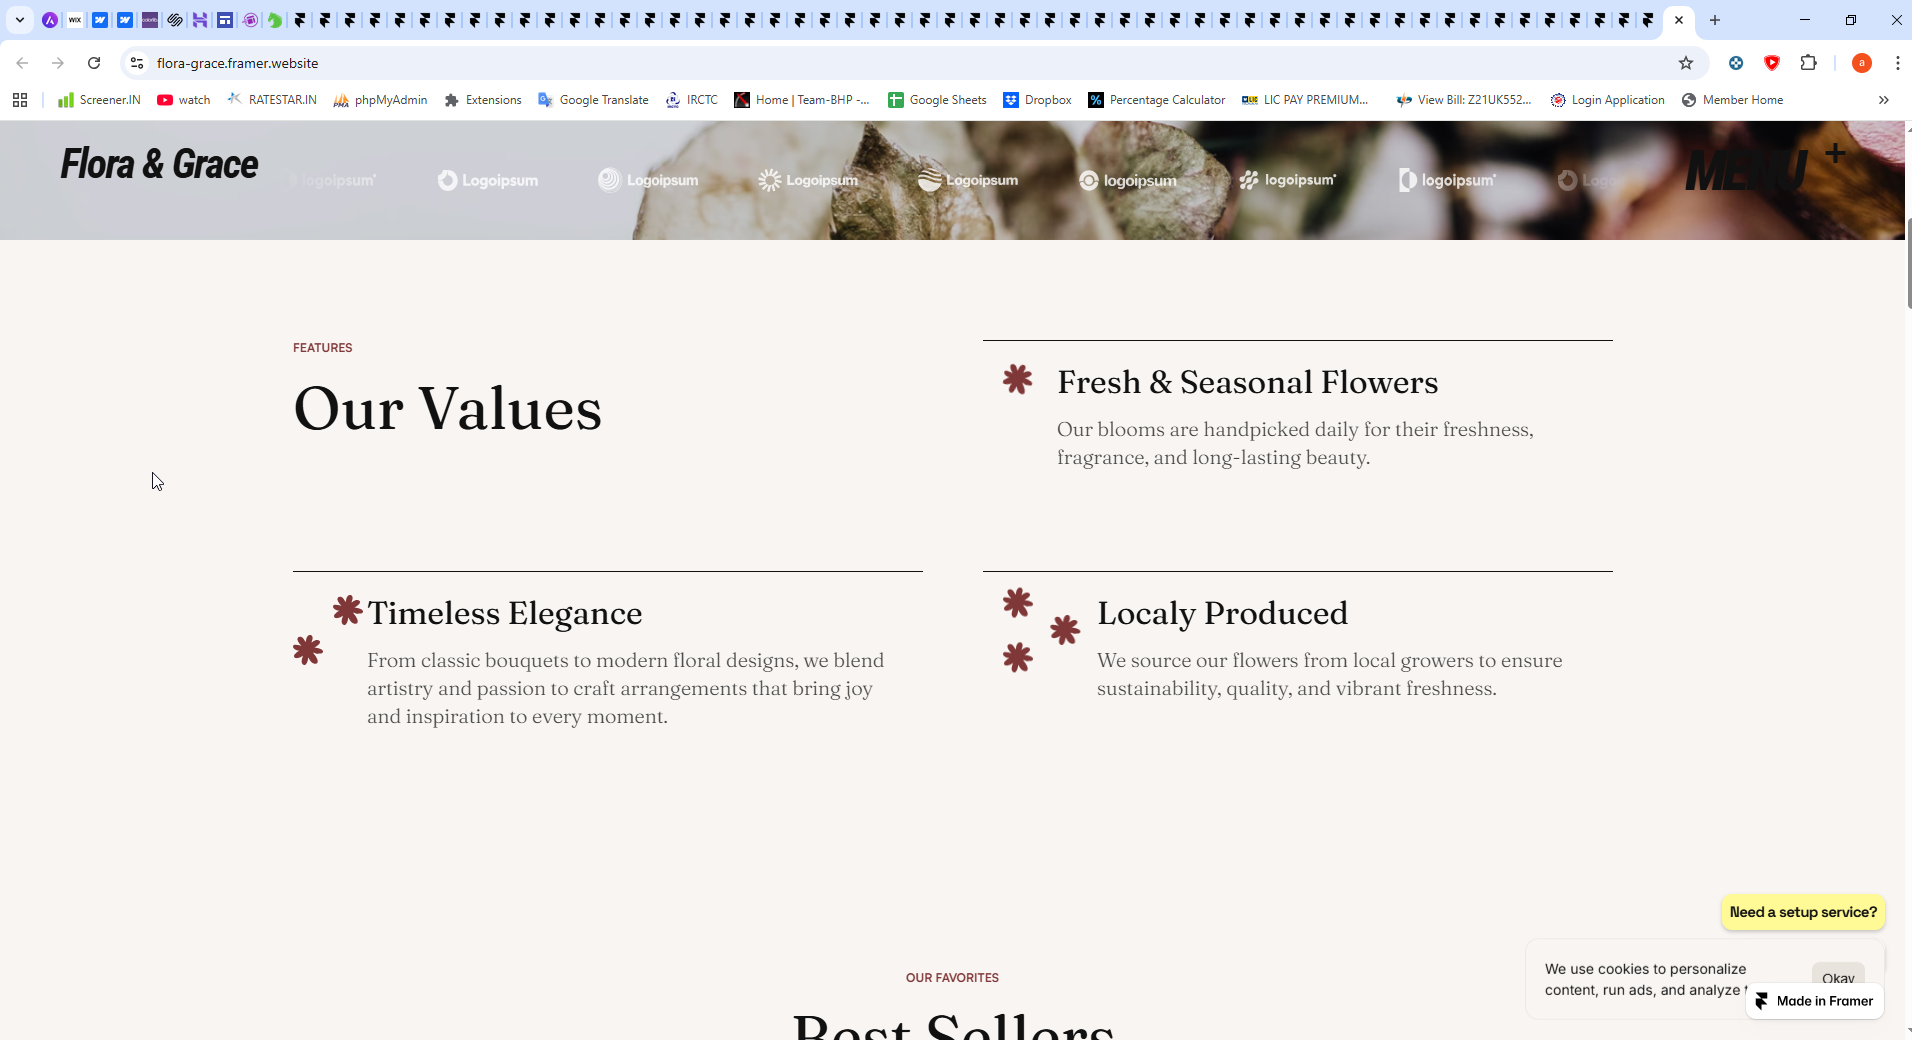 flora-grace.framer.website
Screener.IN
watch
RATESTAR.IN
phpMyAdmin
Extensions
Google Translate
IRCTC
Home | Team-BHP -...
Google Sheets
Dropbox
Percentage Calculator
LIC PAY PREMIUM...
View Bill: Z21UK552...
Login Application
Member Home
Flora & Grace
logoipsum
Logoipsum
Logoipsum
Logoipsum
Logoipsum
logoipsum
logoipsum
logoipsum
MENU
FEATURES
Our Values
Fresh & Seasonal Flowers
Our blooms are handpicked daily for their freshness,
fragrance, and long-lasting beauty.
Timeless Elegance
From classic bouquets to modern floral designs, we blend
artistry and passion to craft arrangements that bring joy
and inspiration to every moment.
Localy Produced
We source our flowers from local growers to ensure
sustainability, quality, and vibrant freshness.
OUR FAVORITES
Best Sellers
Need a setup service?
We use cookies to personalize
content, run ads, and analyze
Okay
Made in Framer